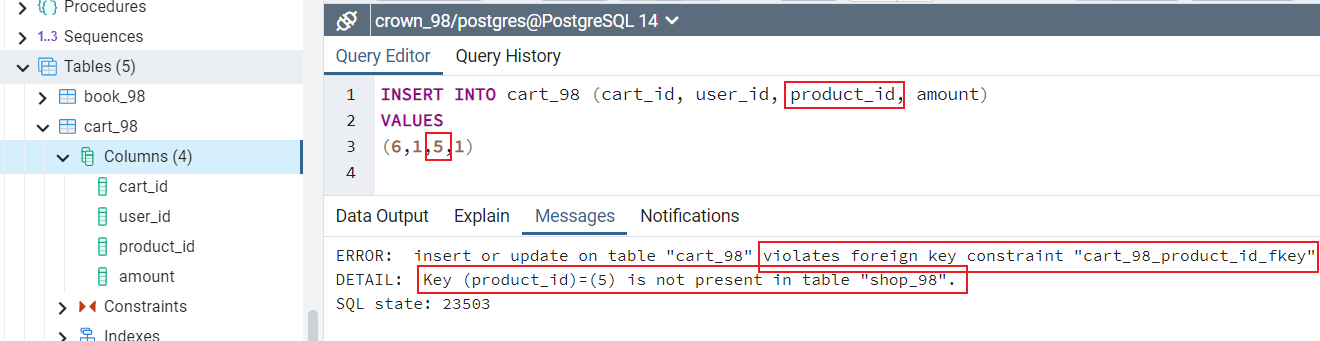 Procedures
1..3 Sequences
Tables (5)
book_98
cart_98
Columns (4)
cart_id
user_id
product_id
amount
Constraints
Indexes
crown_98/postgres@PostgreSQL 14
Query Editor Query History
1 INSERT INTO cart_98 (cart_id, user_id, product_id, amount)
2 VALUES
3 (6,1,5,1)
4
Data Output Explain Messages Notifications
ERROR: insert or update on table "cart_98" violates foreign key constraint "cart_98_product_id_fkey"
DETAIL: Key (product_id)=(5) is not present in table "shop_98".
SQL state: 23503